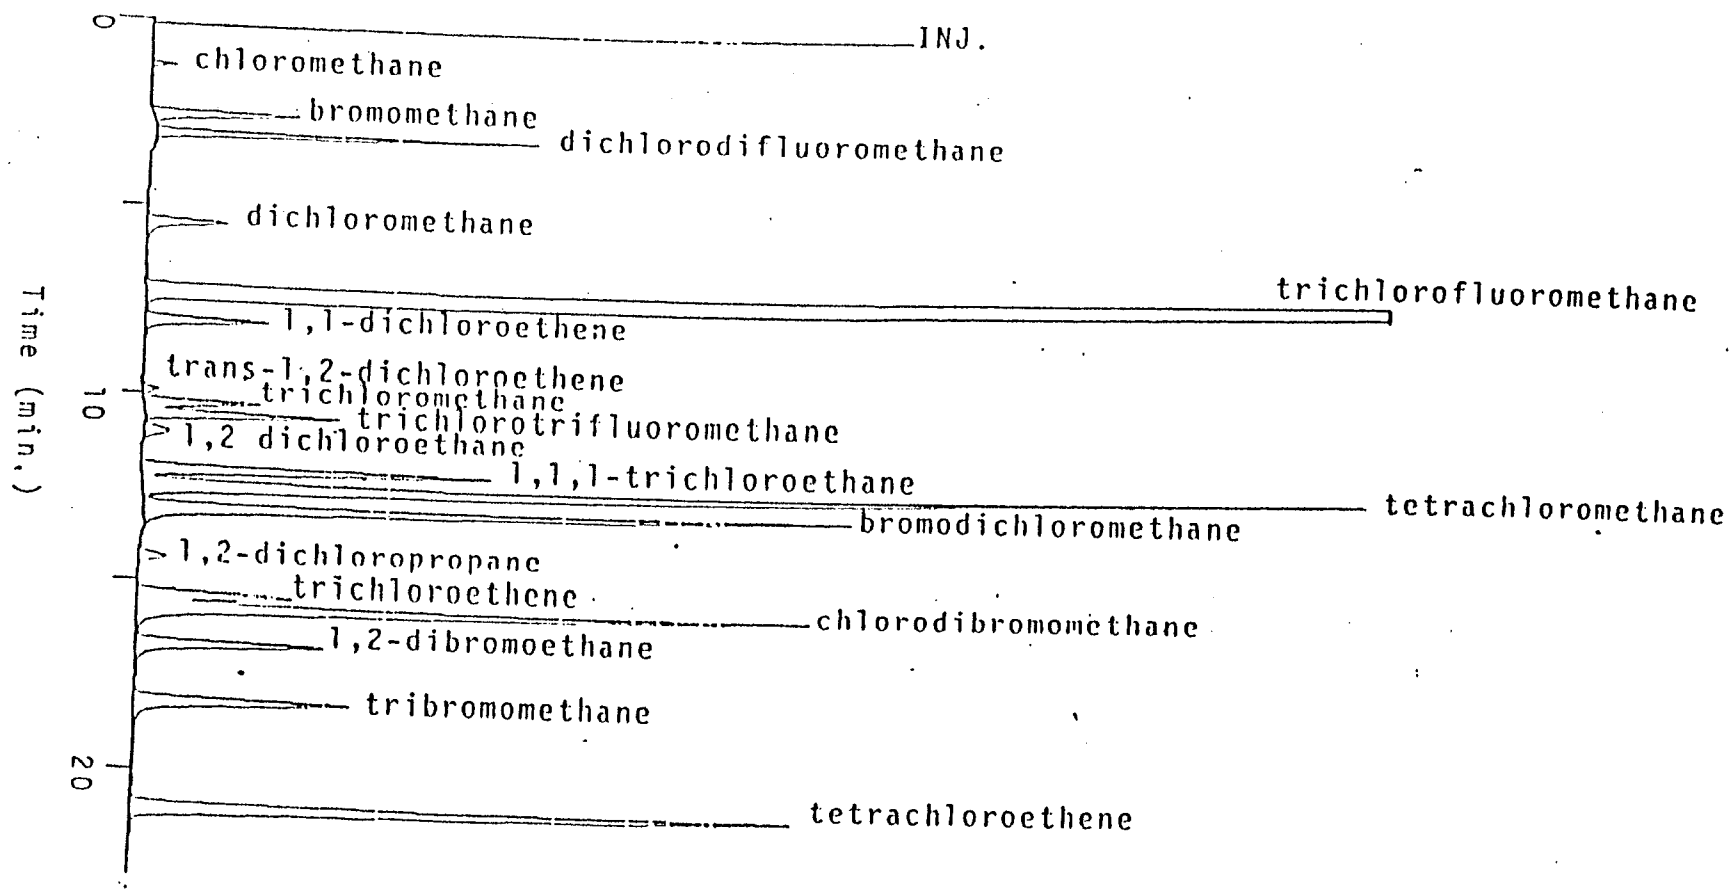 0
INJ.
chloromethane
bromomethane
dichlorodifluoromethane
dichloromethane
trichlorofluoromethane
1,1-dichloroethene
trans-1,2-dichloroethene
10
trichloromethane
trichlorotrifluoromethane
1,2 dichloroethane
1,1,1-trichloroethane
tetrachloromethane
bromodichloromethane
1,2-dichloropropane
trichloroethene
chlorodibromomethane
1,2-dibromoethane
tribromomethane
20
tetrachloroethene
Time (min.)